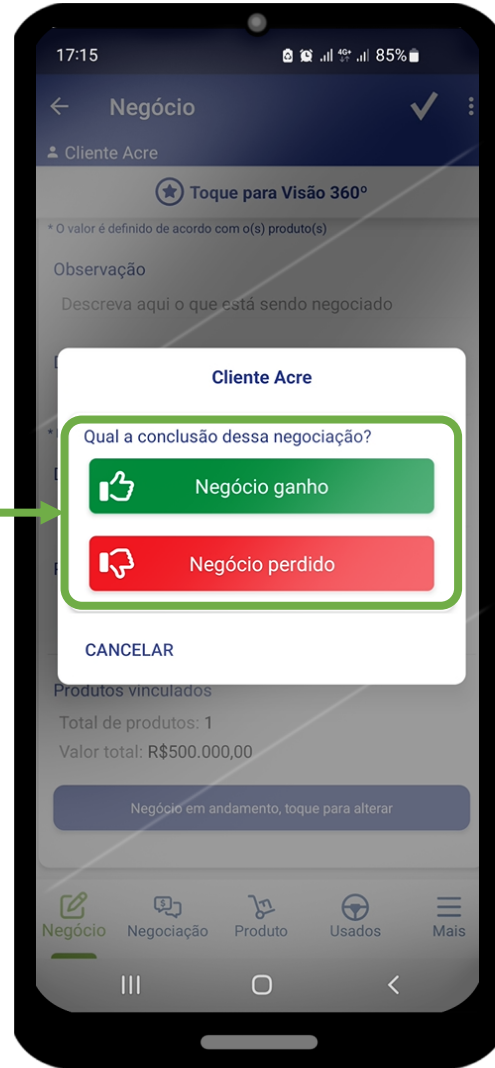 17:15 4G+ 85%
Negócio
Cliente Acre
Toque para Visão 360º
* O valor é definido de acordo com o(s) produto(s)
Observação
Descreva aqui o que está sendo negociado
Cliente Acre
Qual a conclusão dessa negociação?
Negócio ganho
Negócio perdido
CANCELAR
Produtos vinculados
Total de produtos: 1
Valor total: R$500.000,00
Negócio em andamento, toque para alterar
Negócio Negociação Produto Usados Mais